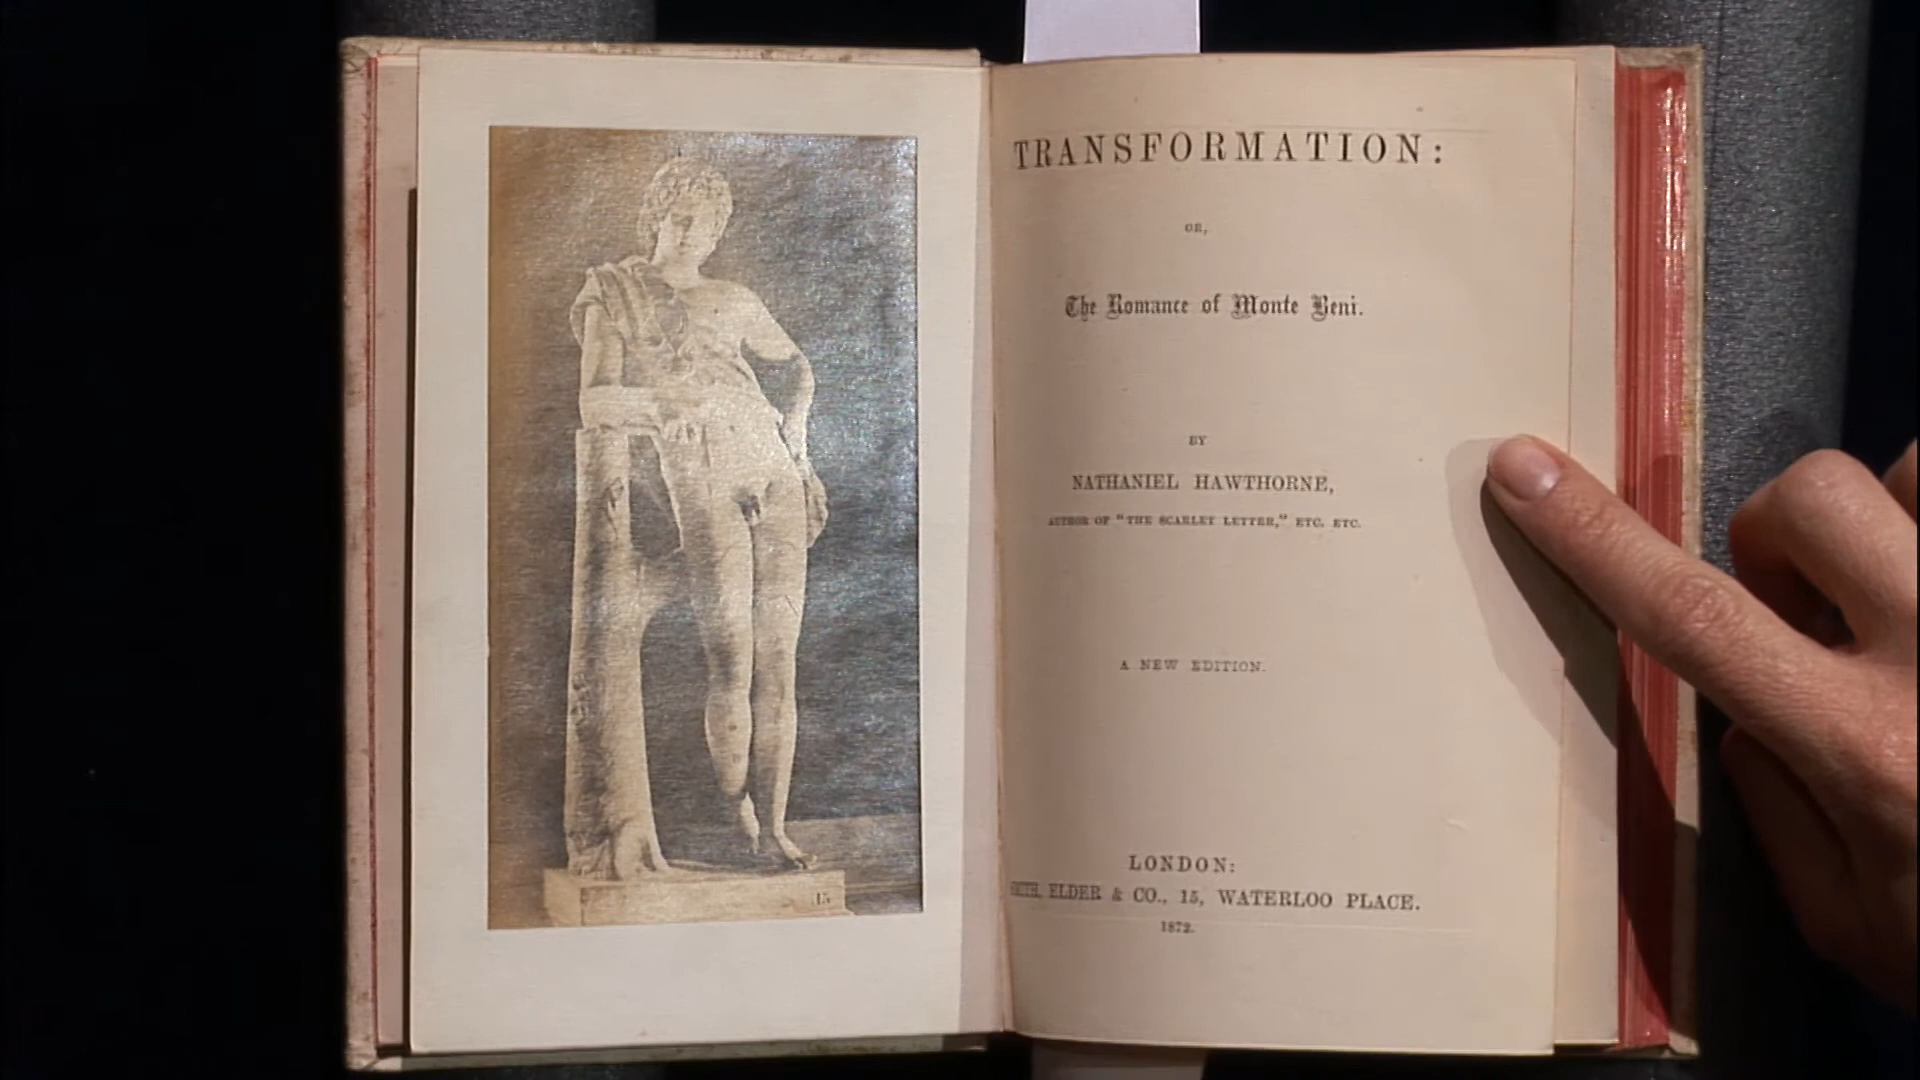 TRANSFORMATION:
OR,
The Romance of Monte Beni.
BY
NATHANIEL HAWTHORNE,
AUTHOR OF "THE SCARLET LETTER," ETC. ETC.
A NEW EDITION.
LONDON:
ELDER & CO., 15, WATERLOO PLACE.
1872.
15